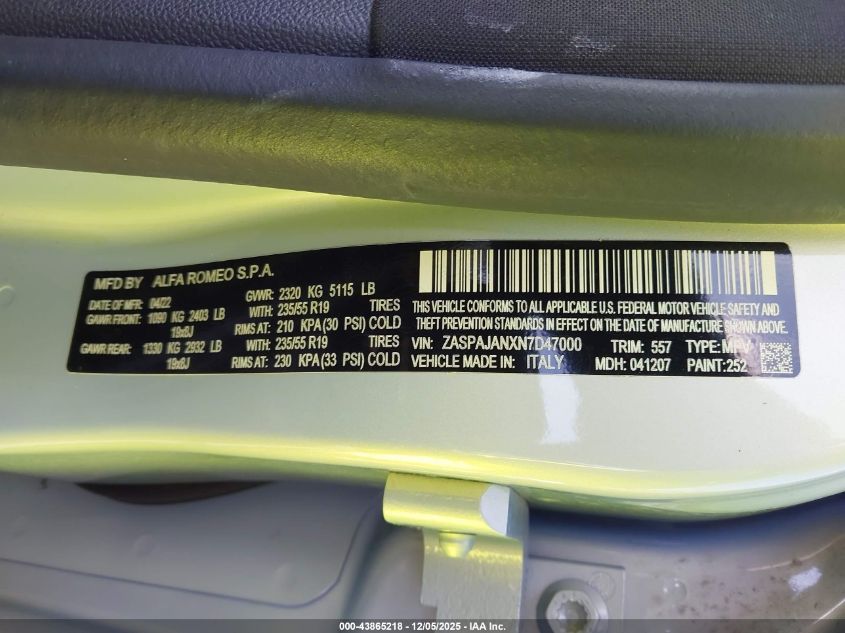 MFD BY ALFA ROMEO S.P.A.
DATE OF MFR: 04/22 GVWR: 2320 KG 5115 LB
GAWR FRONT: 1090 KG 2403 LB WITH: 235/55 R19 TIRES
19x8J RIMS AT: 210 KPA(30 PSI) COLD
GAWR REAR: 1330 KG 2932 LB WITH: 235/55 R19 TIRES
19x8J RIMS AT: 230 KPA(33 PSI) COLD
THIS VEHICLE CONFORMS TO ALL APPLICABLE U.S. FEDERAL MOTOR VEHICLE SAFETY AND
THEFT PREVENTION STANDARDS IN EFFECT ON THE DATE OF MANUFACTURE SHOWN ABOVE.
VIN: ZASPAJANXN7D47000 TRIM: 557 TYPE: MPV
VEHICLE MADE IN: ITALY MDH: 041207 PAINT: 252
000-43865218 - 12/05/2025 - IAA Inc.